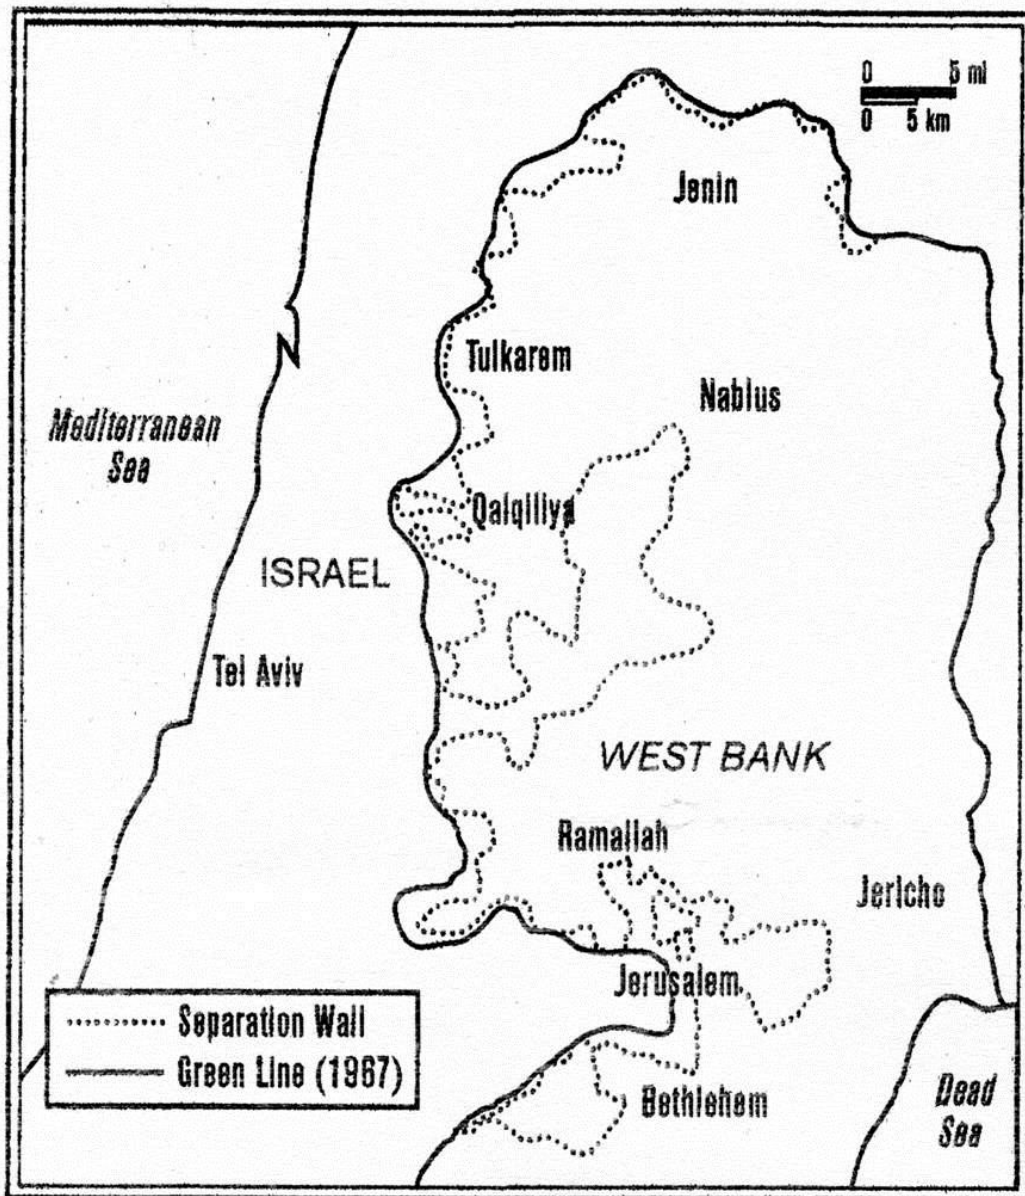 0 5 mi
0 5 km
Jenin
Tulkarem
Nablus
Mediterranean
Sea
Qalqiliya
ISRAEL
Tel Aviv
WEST BANK
Ramallah
Jericho
Jerusalem
Separation Wall
Green Line (1967)
Bethlehem
Dead
Sea